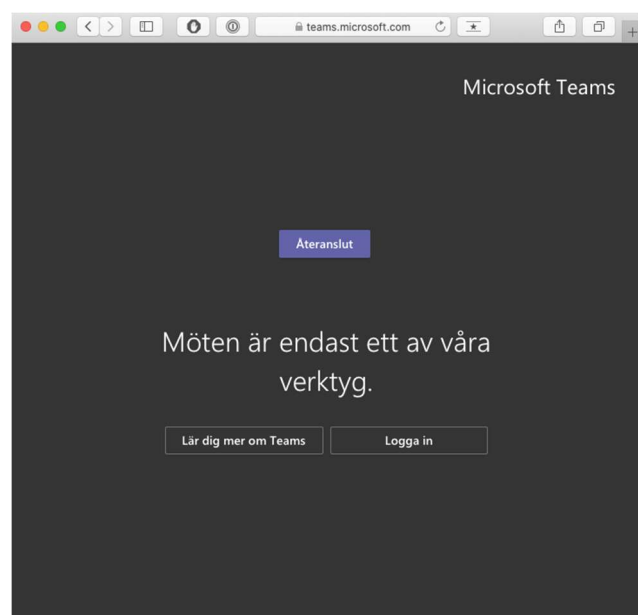 teams.microsoft.com
Microsoft Teams
Återanslut
Möten är endast ett av våra
verktyg.
Lär dig mer om Teams
Logga in